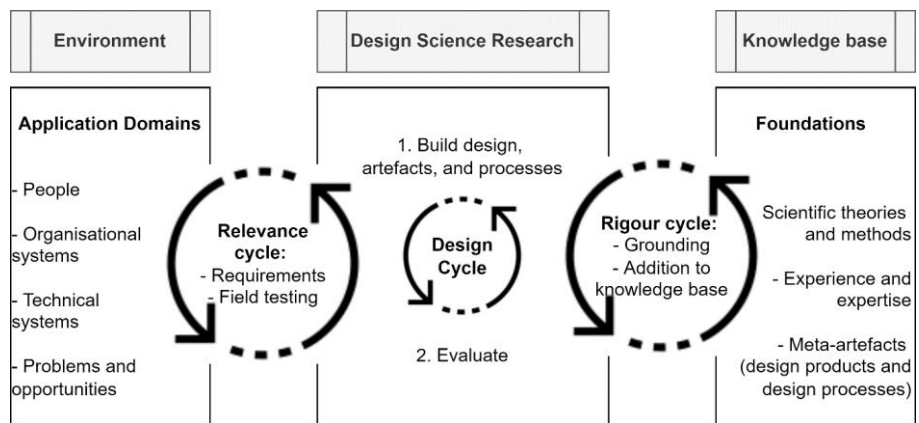 Environment
Design Science Research
Knowledge base
Application Domains
- People
- Organisational
systems
- Technical
systems
- Problems and
opportunities
Relevance
cycle:
- Requirements
- Field testing
1. Build design,
artefacts, and processes
Design
Cycle
2. Evaluate
Rigour cycle:
- Grounding
- Addition to
knowledge base
Foundations
Scientific theories
and methods
- Experience and
expertise
- Meta-artefacts
(design products and
design processes)